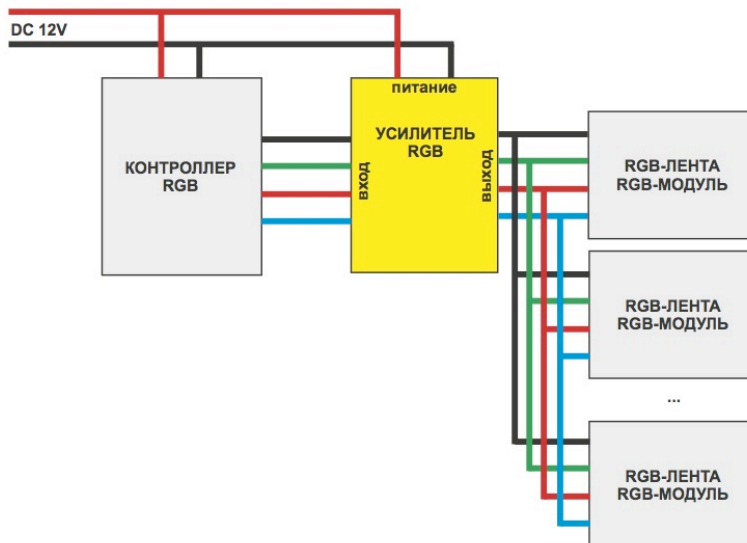 DC 12V
КОНТРОЛЛЕР
RGB
питание
УСИЛИТЕЛЬ
RGB
вход
выход
RGB-ЛЕНТА
RGB-МОДУЛЬ
RGB-ЛЕНТА
RGB-МОДУЛЬ
...
RGB-ЛЕНТА
RGB-МОДУЛЬ